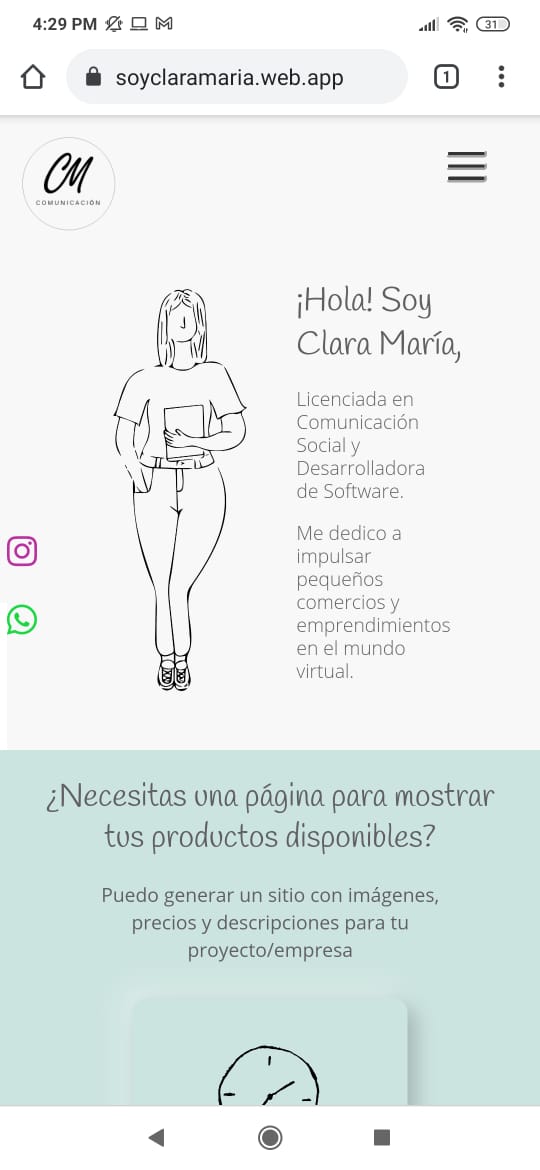 4:29 PM
31
soyclaramaria.web.app
1
CM
COMUNICACIÓN
¡Hola! Soy
Clara María,
Licenciada en
Comunicación
Social y
Desarrolladora
de Software.
Me dedico a
impulsar
pequeños
comercios y
emprendimientos
en el mundo
virtual.
¿Necesitas una página para mostrar
tus productos disponibles?
Puedo generar un sitio con imágenes,
precios y descripciones para tu
proyecto/empresa